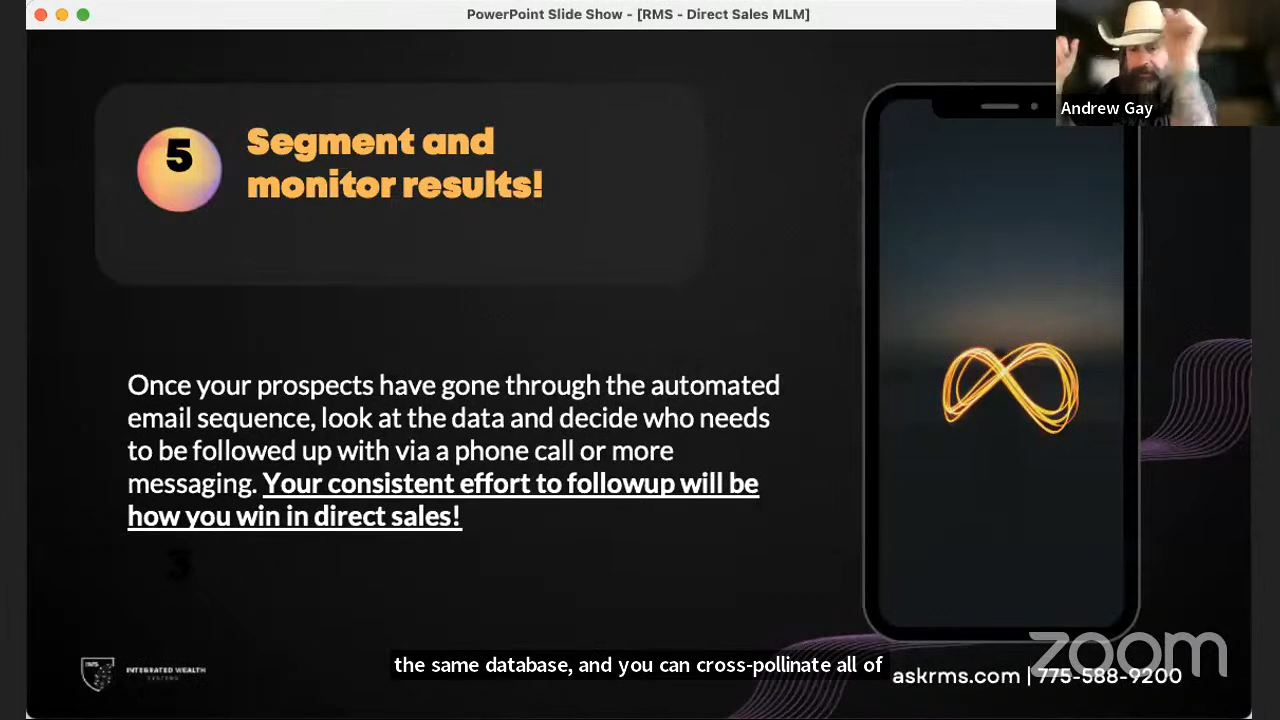 PowerPoint Slide Show - [RMS - Direct Sales MLM]
Andrew Gay
5
Segment and
monitor results!
Once your prospects have gone through the automated
email sequence, look at the data and decide who needs
to be followed up with via a phone call or more
messaging. Your consistent effort to followup will be
how you win in direct sales!
3
INTEGRATED WEALTH
SYSTEMS
the same database, and you can cross-pollinate all of
askrms.com | 775-588-9200
zoom